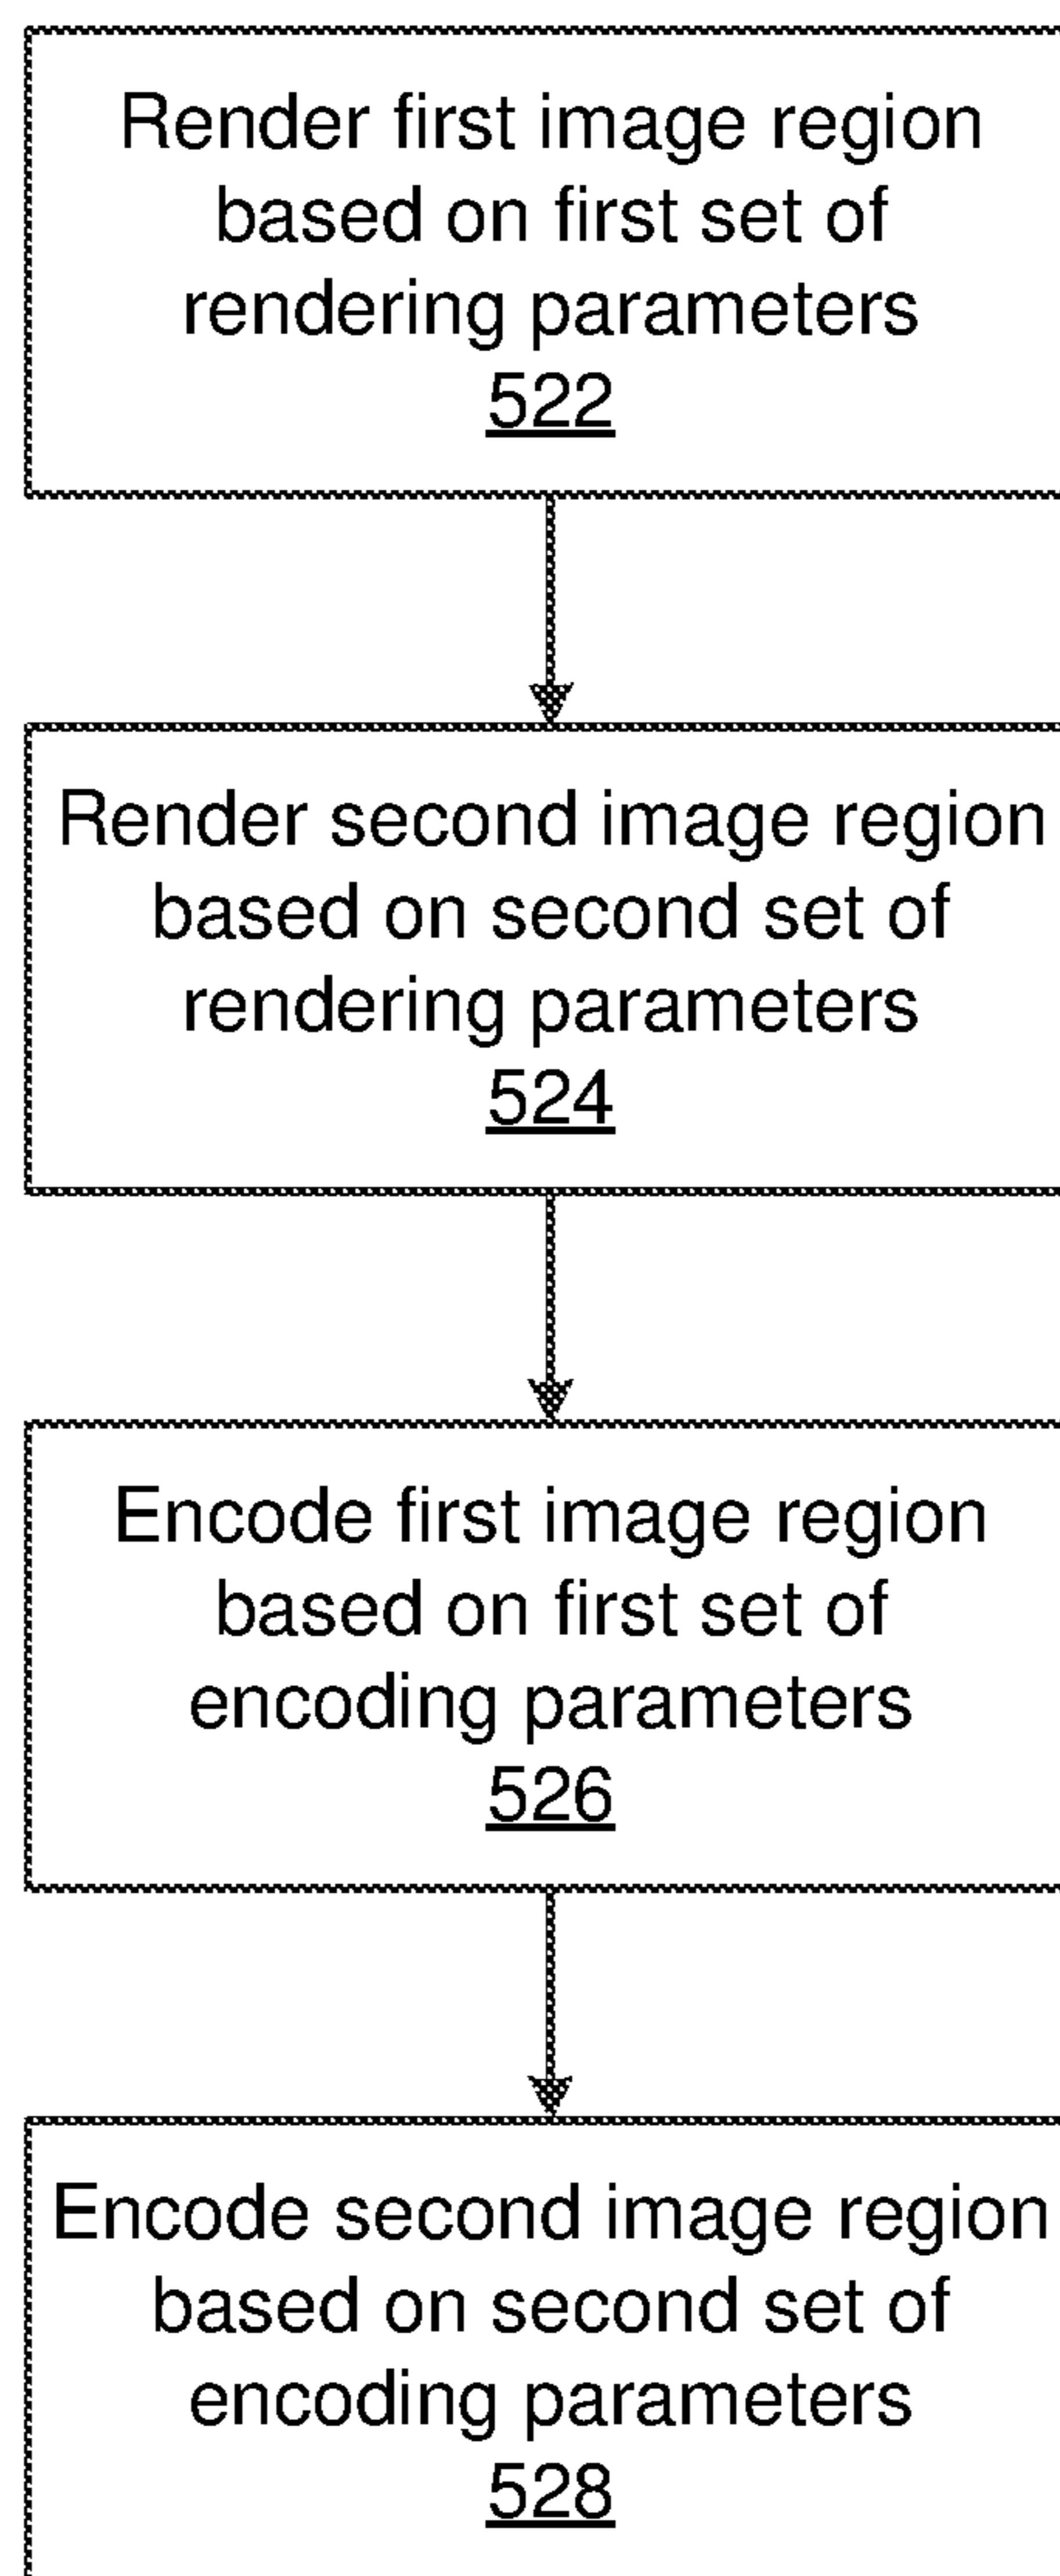 Render first image region
based on first set of
rendering parameters
522
Render second image region
based on second set of
rendering parameters
524
Encode first image region
based on first set of
encoding parameters
526
Encode second image region
based on second set of
encoding parameters
528